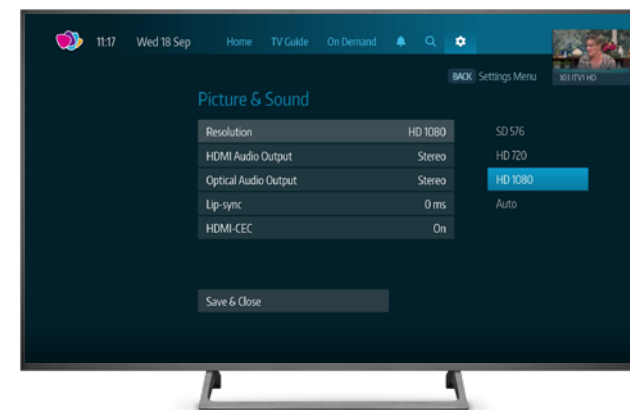 11:17 Wed 18 Sep Home TV Guide On Demand
BACK Settings Menu
103 ITV1 HD
Picture & Sound
Resolution HD 1080
HDMI Audio Output Stereo
Optical Audio Output Stereo
Lip-sync 0 ms
HDMI-CEC On
SD 576
HD 720
HD 1080
Auto
Save & Close